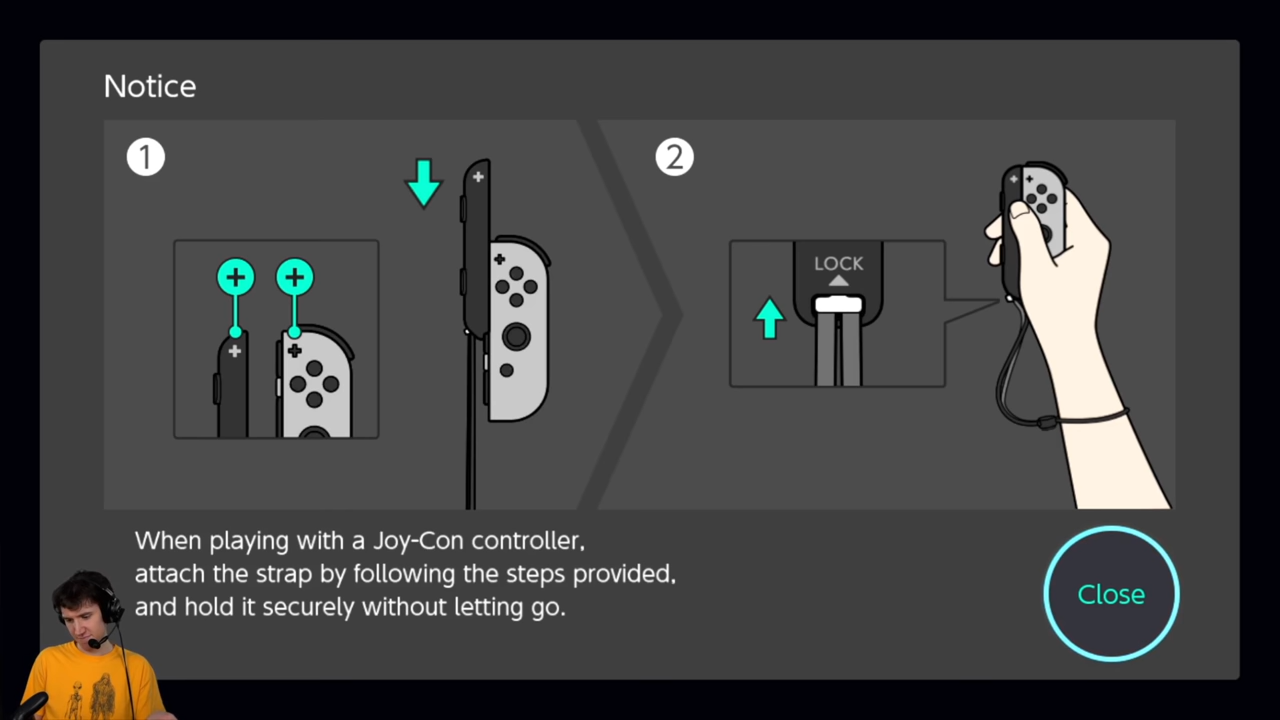 Notice
1
2
LOCK
When playing with a Joy-Con controller,
attach the strap by following the steps provided,
and hold it securely without letting go.
Close